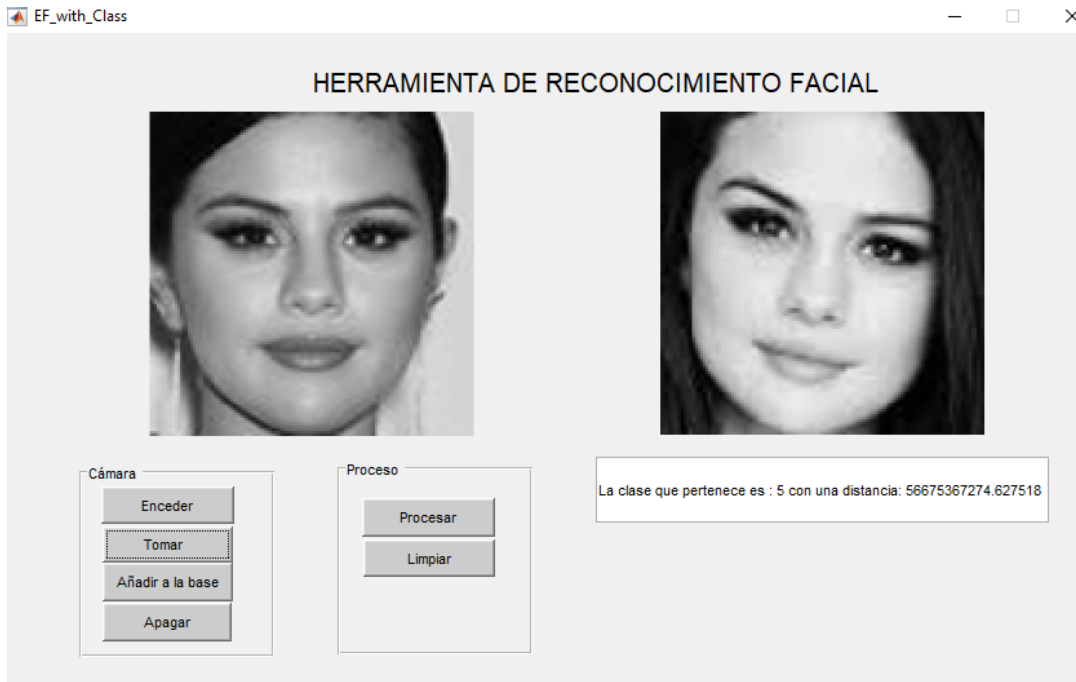 EF_with_Class
HERRAMIENTA DE RECONOCIMIENTO FACIAL
Cámara
Enceder
Tomar
Añadir a la base
Apagar
Proceso
Procesar
Limpiar
La clase que pertenece es : 5 con una distancia: 56675367274.627518